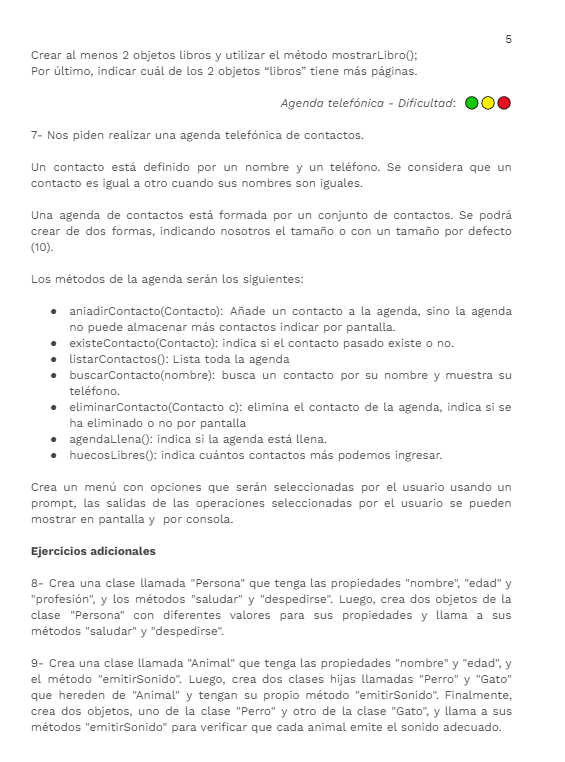 5
Crear al menos 2 objetos libros y utilizar el método mostrarLibro();
Por último, indicar cuál de los 2 objetos “libros” tiene más páginas.
Agenda telefónica - Dificultad:
7- Nos piden realizar una agenda telefónica de contactos.
Un contacto está definido por un nombre y un teléfono. Se considera que un
contacto es igual a otro cuando sus nombres son iguales.
Una agenda de contactos está formada por un conjunto de contactos. Se podrá
crear de dos formas, indicando nosotros el tamaño o con un tamaño por defecto
(10).
Los métodos de la agenda serán los siguientes:
● aniadirContacto(Contacto): Añade un contacto a la agenda, sino la agenda
no puede almacenar más contactos indicar por pantalla.
● existeContacto(Contacto): indica si el contacto pasado existe o no.
● listarContactos(): Lista toda la agenda
● buscarContacto(nombre): busca un contacto por su nombre y muestra su
teléfono.
● eliminarContacto(Contacto c): elimina el contacto de la agenda, indica si se
ha eliminado o no por pantalla
● agendaLlena(): indica si la agenda está llena.
● huecosLibres(): indica cuántos contactos más podemos ingresar.
Crea un menú con opciones que serán seleccionadas por el usuario usando un
prompt, las salidas de las operaciones seleccionadas por el usuario se pueden
mostrar en pantalla y  por consola.
Ejercicios adicionales
8- Crea una clase llamada "Persona" que tenga las propiedades "nombre", "edad" y
"profesión", y los métodos "saludar" y "despedirse". Luego, crea dos objetos de la
clase "Persona" con diferentes valores para sus propiedades y llama a sus
métodos "saludar" y "despedirse".
9- Crea una clase llamada "Animal" que tenga las propiedades "nombre" y "edad", y
el método "emitirSonido". Luego, crea dos clases hijas llamadas "Perro" y "Gato"
que hereden de "Animal" y tengan su propio método "emitirSonido". Finalmente,
crea dos objetos, uno de la clase "Perro" y otro de la clase "Gato", y llama a sus
métodos "emitirSonido" para verificar que cada animal emite el sonido adecuado.